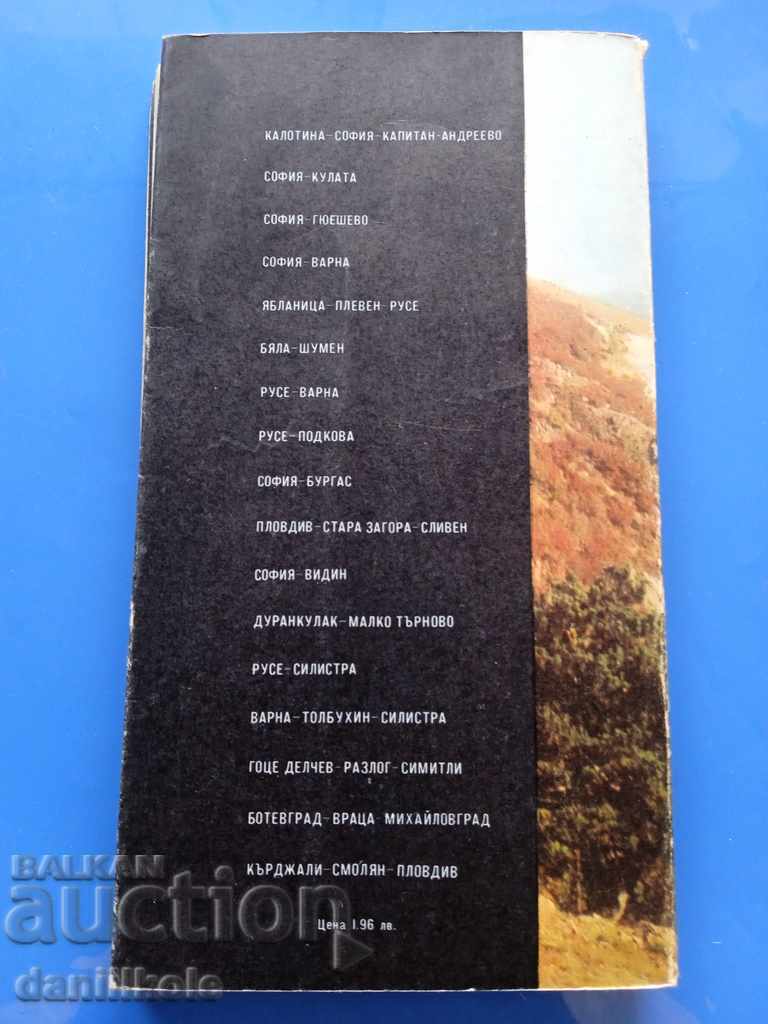 КАЛОТИНА-СОФИЯ-КАПИТАН-АНДРЕЕВО
СОФИЯ-КУЛАТА
СОФИЯ-ГЮЕШЕВО
СОФИЯ-ВАРНА
ЯБЛАНИЦА-ПЛЕВЕН-РУСЕ
БЯЛА-ШУМЕН
РУСЕ-ВАРНА
РУСЕ-ПОДКОВА
СОФИЯ-БУРГАС
ПЛОВДИВ-СТАРА ЗАГОРА-СЛИВЕН
СОФИЯ-ВИДИН
ДУРАНКУЛАК-МАЛКО ТЪРНОВО
РУСЕ-СИЛИСТРА
ВАРНА-ТОЛБУХИН-СИЛИСТРА
ГОЦЕ ДЕЛЧЕВ-РАЗЛОГ-СИМИТЛИ
БОТЕВГРАД-ВРАЦА-МИХАЙЛОВГРАД
КЪРДЖАЛИ-СМОЛЯН-ПЛОВДИВ
Цена 1.96 лв.
BALKAN
auction
daniilkole